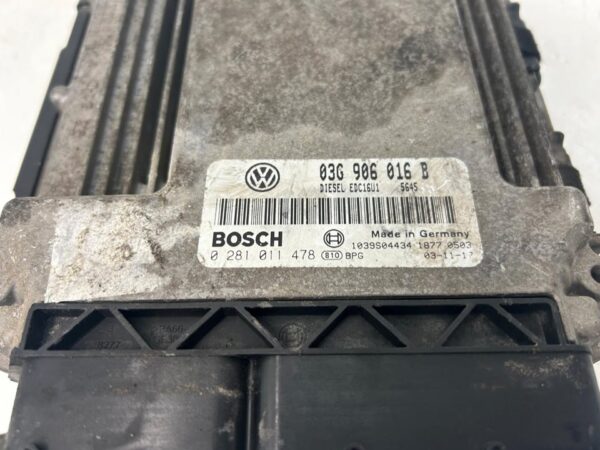 03G 906 016 B
DIESEL EDC16U1 5645
BOSCH
Made in Germany
1039S04434 1877 0503
0 281 011 478 810 BPG 03-11-17